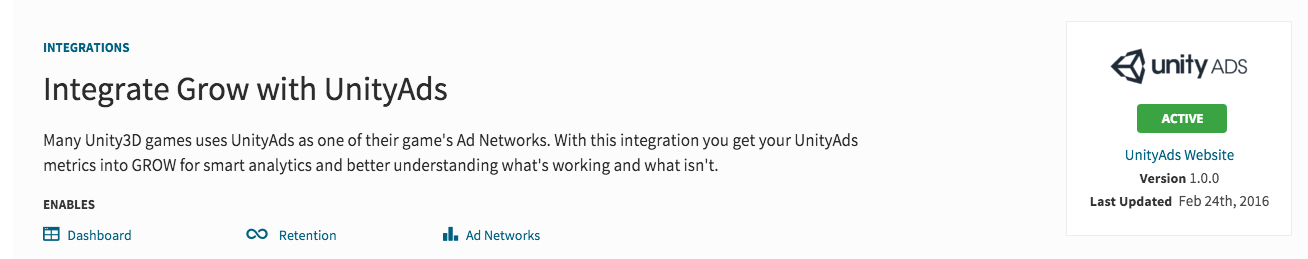 INTEGRATIONS
Integrate Grow with UnityAds
Many Unity3D games uses UnityAds as one of their game's Ad Networks. With this integration you get your UnityAds
metrics into GROW for smart analytics and better understanding what's working and what isn't.
ENABLES
Dashboard
Retention
Ad Networks
unity ADS
ACTIVE
UnityAds Website
Version 1.0.0
Last Updated Feb 24th, 2016